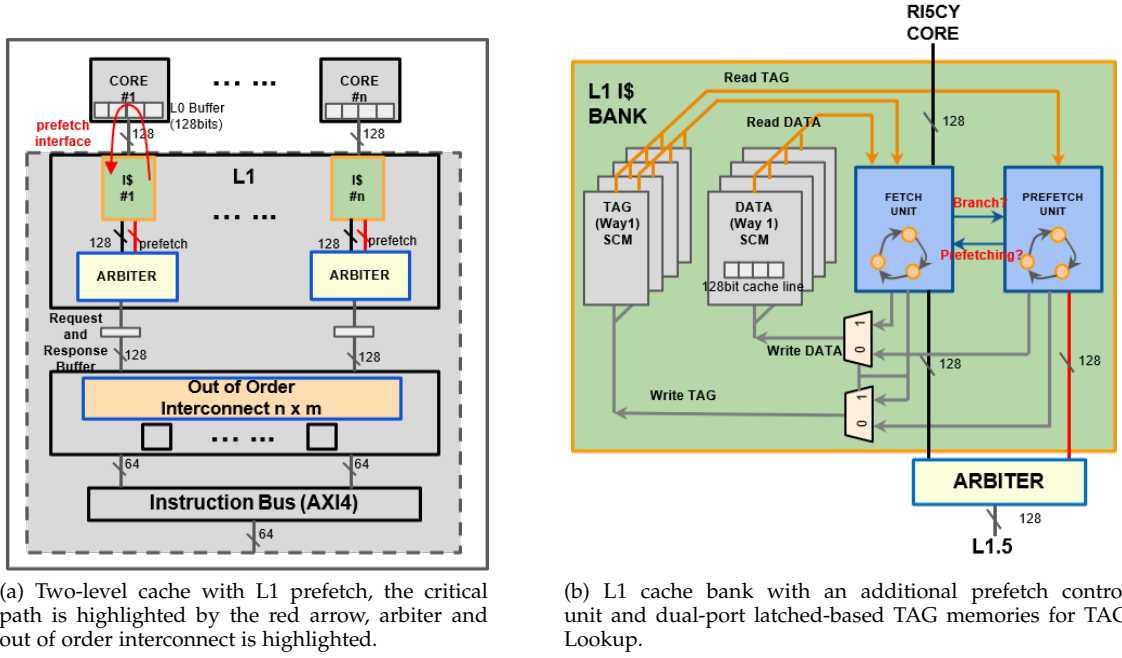 CORE
#1
... ...
CORE
#n
L0 Buffer
(128bits)
prefetch
interface
128
128
L1
I$
#1
I$
#n
... ...
128
prefetch
128
prefetch
ARBITER
ARBITER
Request
and
Response
Buffer
128
128
Out of Order
Interconnect n x m
... ...
64
64
Instruction Bus (AXI4)
64
(a) Two-level cache with L1 prefetch, the critical
path is highlighted by the red arrow, arbiter and
out of order interconnect is highlighted.
RI5CY
CORE
Read TAG
L1 I$
BANK
Read DATA
128
TAG
(Way1)
SCM
DATA
(Way 1)
SCM
128bit cache line
FETCH
UNIT
Branch?
Prefetching?
PREFETCH
UNIT
1
0
Write DATA
128
128
Write TAG
1
0
ARBITER
128
L1.5
(b) L1 cache bank with an additional prefetch contro
unit and dual-port latched-based TAG memories for TAG
Lookup.